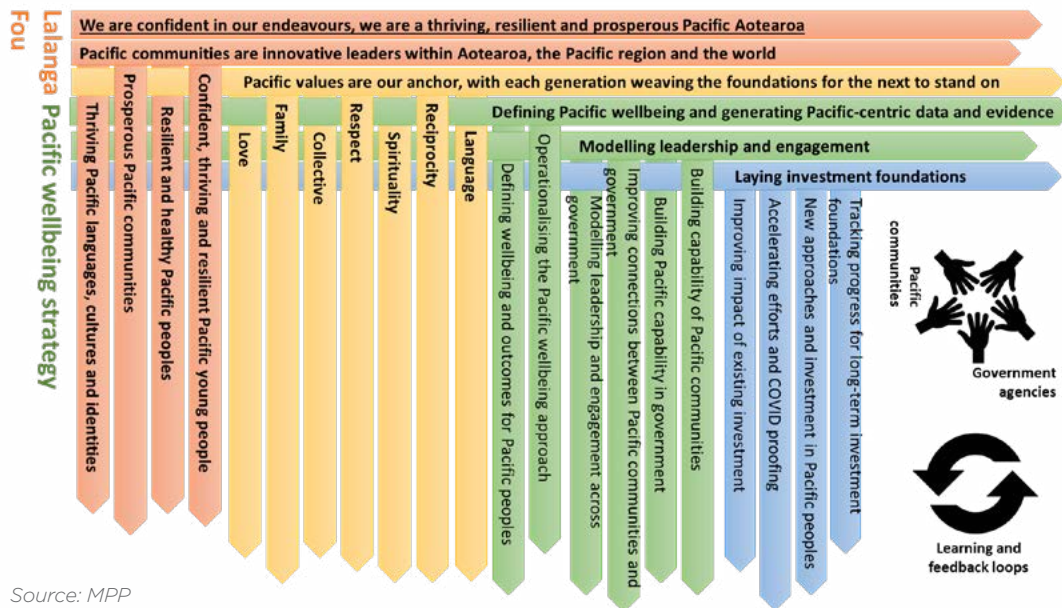 Lalanga
Fou
Pacific wellbeing strategy
We are confident in our endeavours, we are a thriving, resilient and prosperous Pacific Aotearoa
Pacific communities are innovative leaders within Aotearoa, the Pacific region and the world
Pacific values are our anchor, with each generation weaving the foundations for the next to stand on
Defining Pacific wellbeing and generating Pacific-centric data and evidence
Modelling leadership and engagement
Laying investment foundations
Thriving Pacific languages, cultures and identities
Prosperous Pacific communities
Resilient and healthy Pacific peoples
Confident, thriving and resilient Pacific young people
Love
Family
Collective
Respect
Spirituality
Reciprocity
Language
Defining wellbeing and outcomes for Pacific peoples
Operationalising the Pacific wellbeing approach
Modelling leadership and engagement across
government
Improving connections between Pacific communities and
government
Building Pacific capability in government
Building capability of Pacific communities
Improving impact of existing investment
Accelerating efforts and COVID proofing
New approaches and investment in Pacific peoples
Tracking progress for long-term investment
foundations
Pacific
communities
Government
agencies
Learning and
feedback loops
Source: MPP